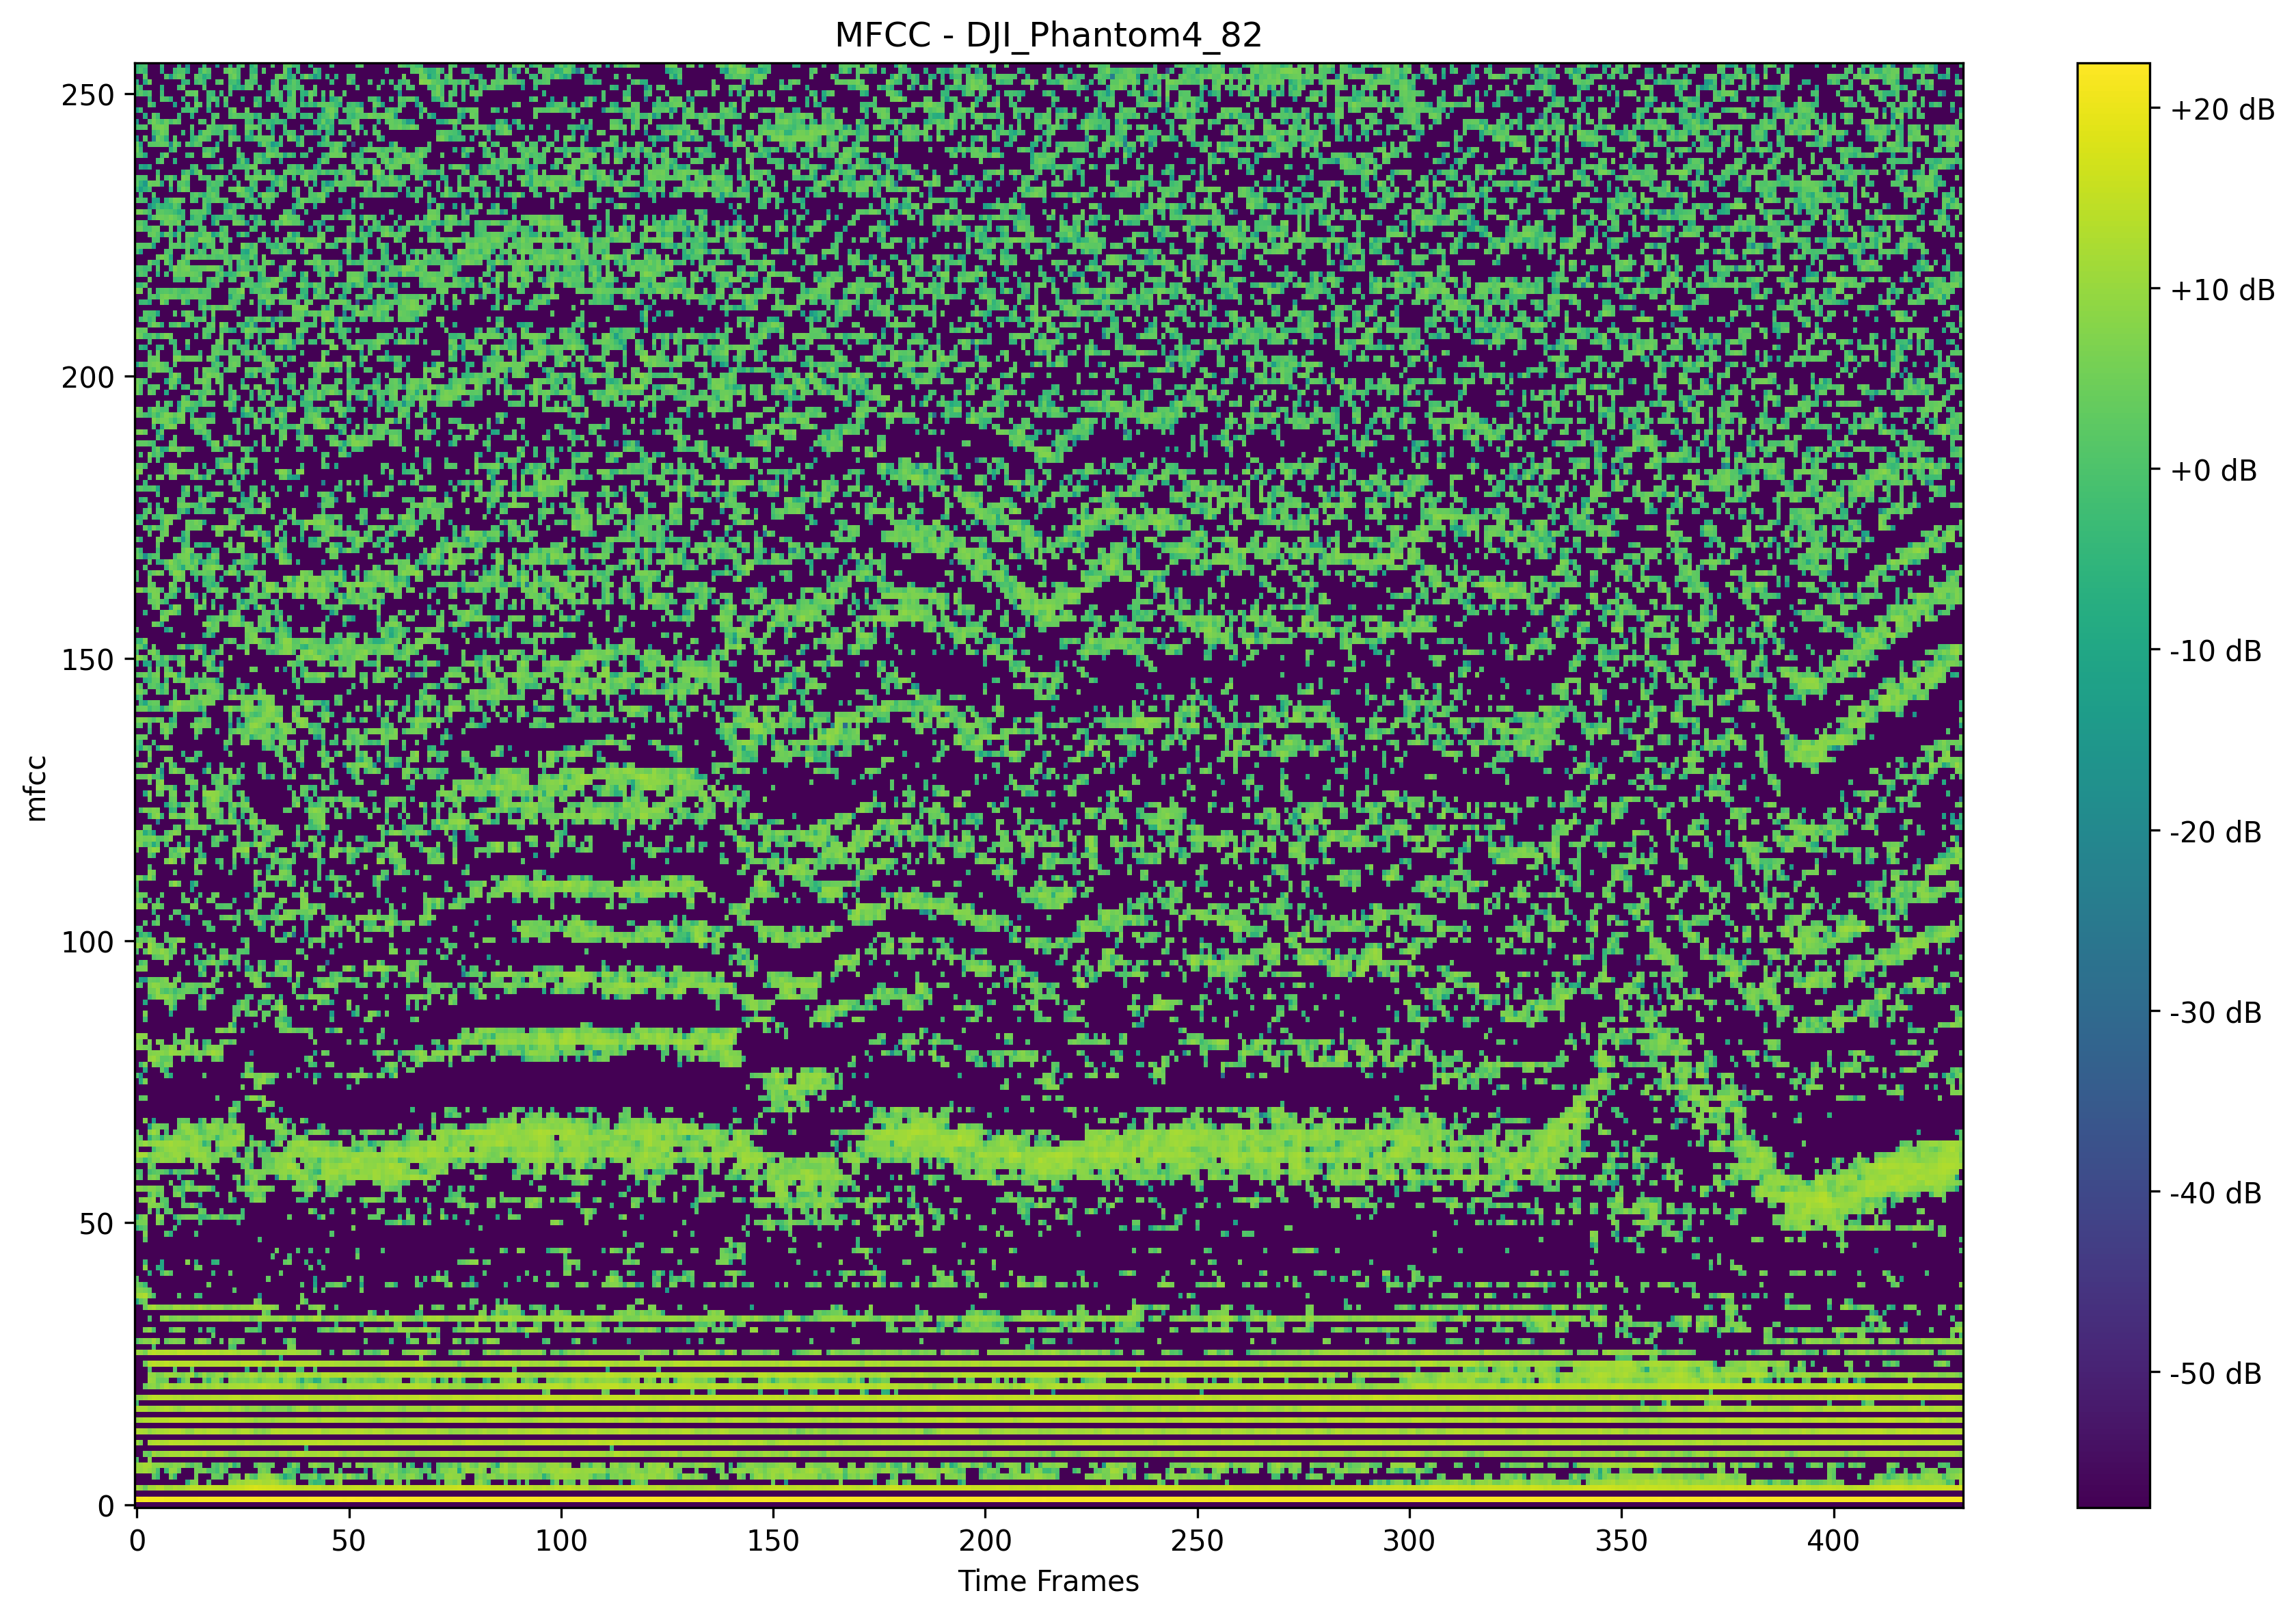 MFCC - DJI_Phantom4_82
250
200
150
100
50
0
mfcc
0 50 100 150 200 250 300 350 400
Time Frames
+20 dB
+10 dB
+0 dB
-10 dB
-20 dB
-30 dB
-40 dB
-50 dB